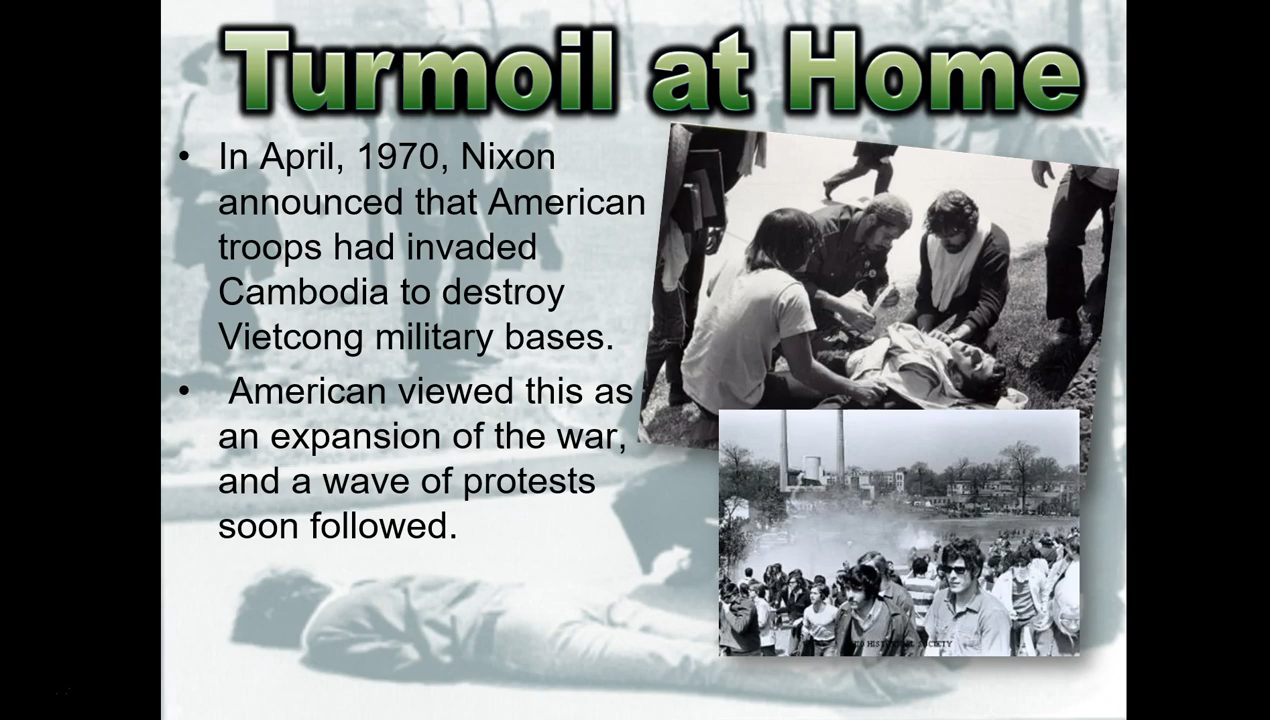 Turmoil at Home
• In April, 1970, Nixon
announced that American
troops had invaded
Cambodia to destroy
Vietcong military bases.
• American viewed this as
an expansion of the war,
and a wave of protests
soon followed.
SOCIETY